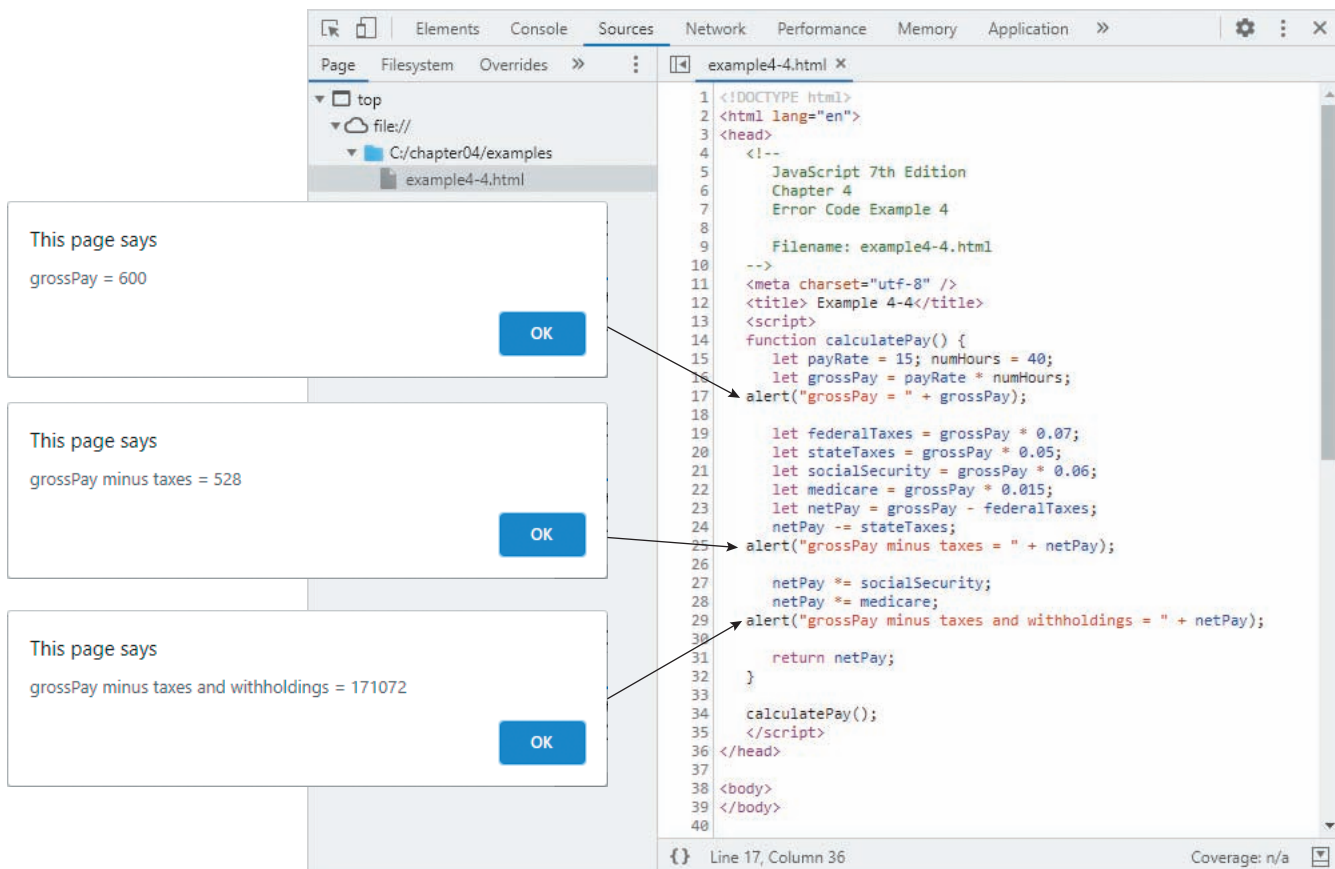 Elements Console Sources Network Performance Memory Application »
Page Filesystem Overrides »
example4-4.html ×
top
file://
C:/chapter04/examples
example4-4.html
This page says
grossPay = 600
OK
This page says
grossPay minus taxes = 528
OK
This page says
grossPay minus taxes and withholdings = 171072
OK
1 <!DOCTYPE html>
2 <html lang="en">
3 <head>
4 <!--
5 JavaScript 7th Edition
6 Chapter 4
7 Error Code Example 4
8
9 Filename: example4-4.html
10 -->
11 <meta charset="utf-8" />
12 <title> Example 4-4</title>
13 <script>
14 function calculatePay() {
15 let payRate = 15; numHours = 40;
16 let grossPay = payRate * numHours;
17 alert("grossPay = " + grossPay);
18
19 let federalTaxes = grossPay * 0.07;
20 let stateTaxes = grossPay * 0.05;
21 let socialSecurity = grossPay * 0.06;
22 let medicare = grossPay * 0.015;
23 let netPay = grossPay - federalTaxes;
24 netPay -= stateTaxes;
25 alert("grossPay minus taxes = " + netPay);
26
27 netPay *= socialSecurity;
28 netPay *= medicare;
29 alert("grossPay minus taxes and withholdings = " + netPay);
30
31 return netPay;
32 }
33
34 calculatePay();
35 </script>
36 </head>
37
38 <body>
39 </body>
40
{} Line 17, Column 36 Coverage: n/a